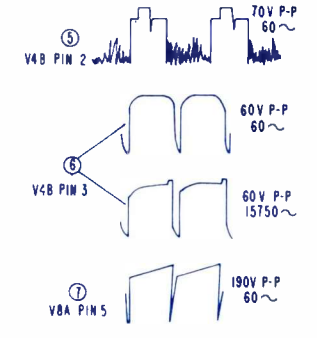 70V P-P
60~
5
V4B PIN 2
60V P-P
60~
6
V4B PIN 3
60V P-P
15750~
190V P-P
60~
7
V8A PIN 5